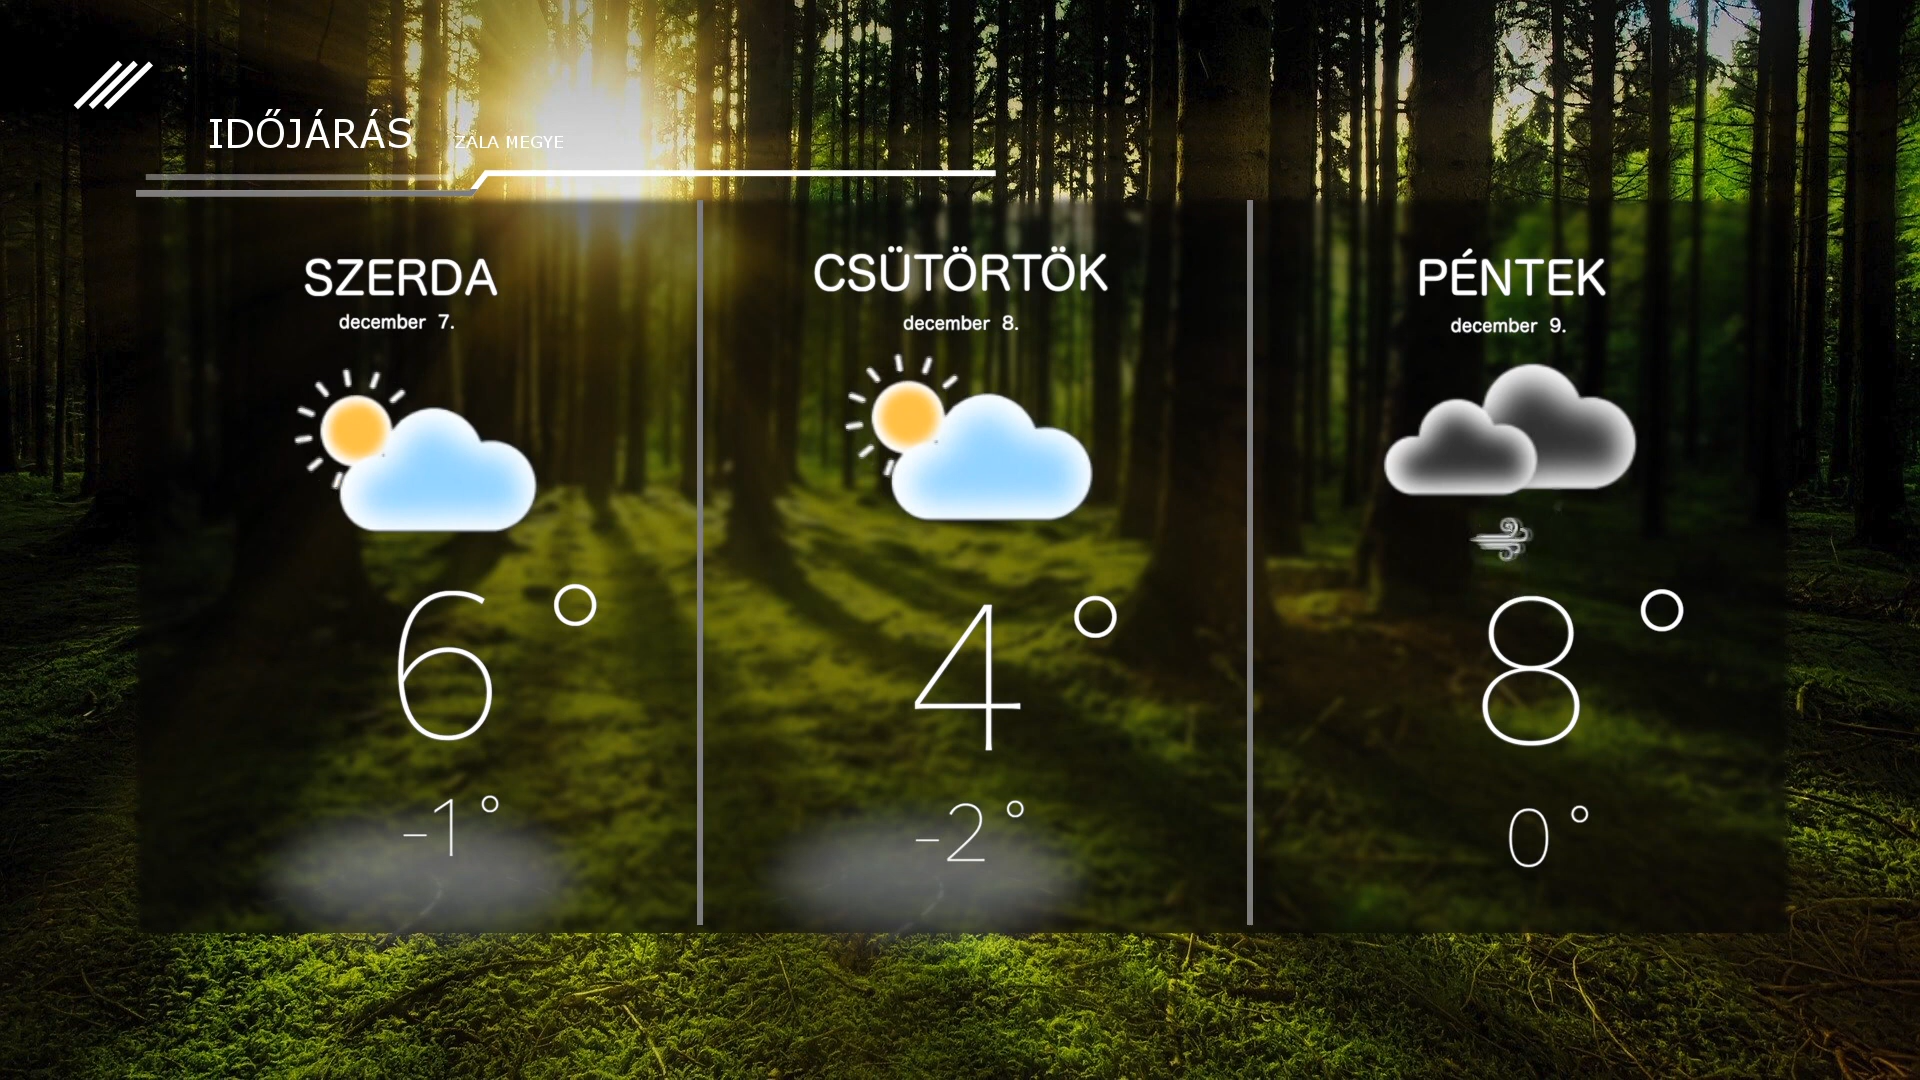 IDŐJÁRÁS ZALA MEGYE
SZERDA
december 7.
6°
-1°
CSÜTÖRTÖK
december 8.
4°
-2°
PÉNTEK
december 9.
8°
0°